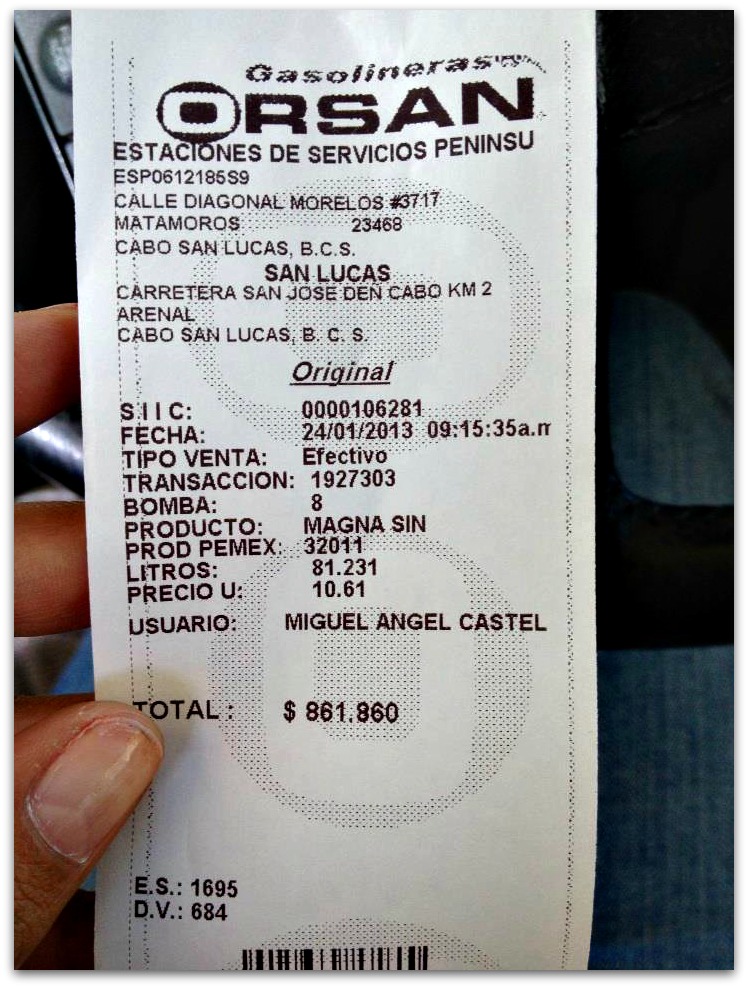 Gasolineras
ORSAN
ESTACIONES DE SERVICIOS PENINSU
ESP0612185S9
CALLE DIAGONAL MORELOS #3717
MATAMOROS 23468
CABO SAN LUCAS, B.C.S.
SAN LUCAS
CARRETERA SAN JOSE DEÑ CABO KM 2
ARENAL
CABO SAN LUCAS, B. C. S.
Original
S I I C: 0000106281
FECHA: 24/01/2013 09:15:35a.m
TIPO VENTA: Efectivo
TRANSACCION: 1927303
BOMBA: 8
PRODUCTO: MAGNA SIN
PROD PEMEX: 32011
LITROS: 81.231
PRECIO U: 10.61
USUARIO: MIGUEL ANGEL CASTEL
TOTAL : $ 861.860
E.S.: 1695
D.V.: 684